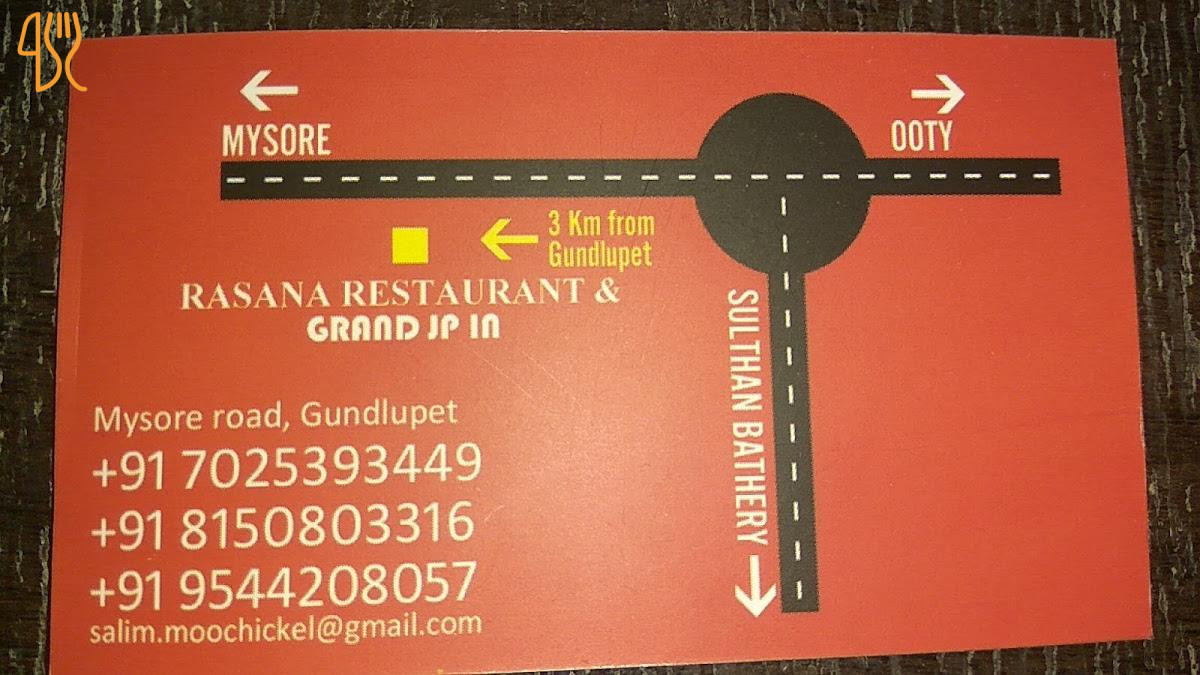 MYSORE
OOTY
3 Km from
Gundlupet
RASANA RESTAURANT &
GRAND JP IN
SULTHAN BATHERY
Mysore road, Gundlupet
+91 7025393449
+91 8150803316
+91 9544208057
salim.moochickel@gmail.com